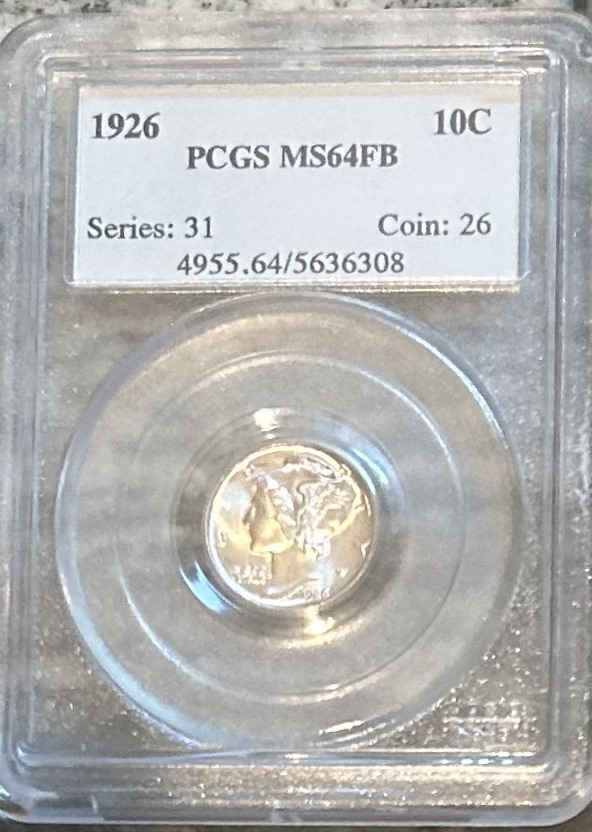 1926 10C
PCGS MS64FB
Series: 31 Coin: 26
4955.64/5636308